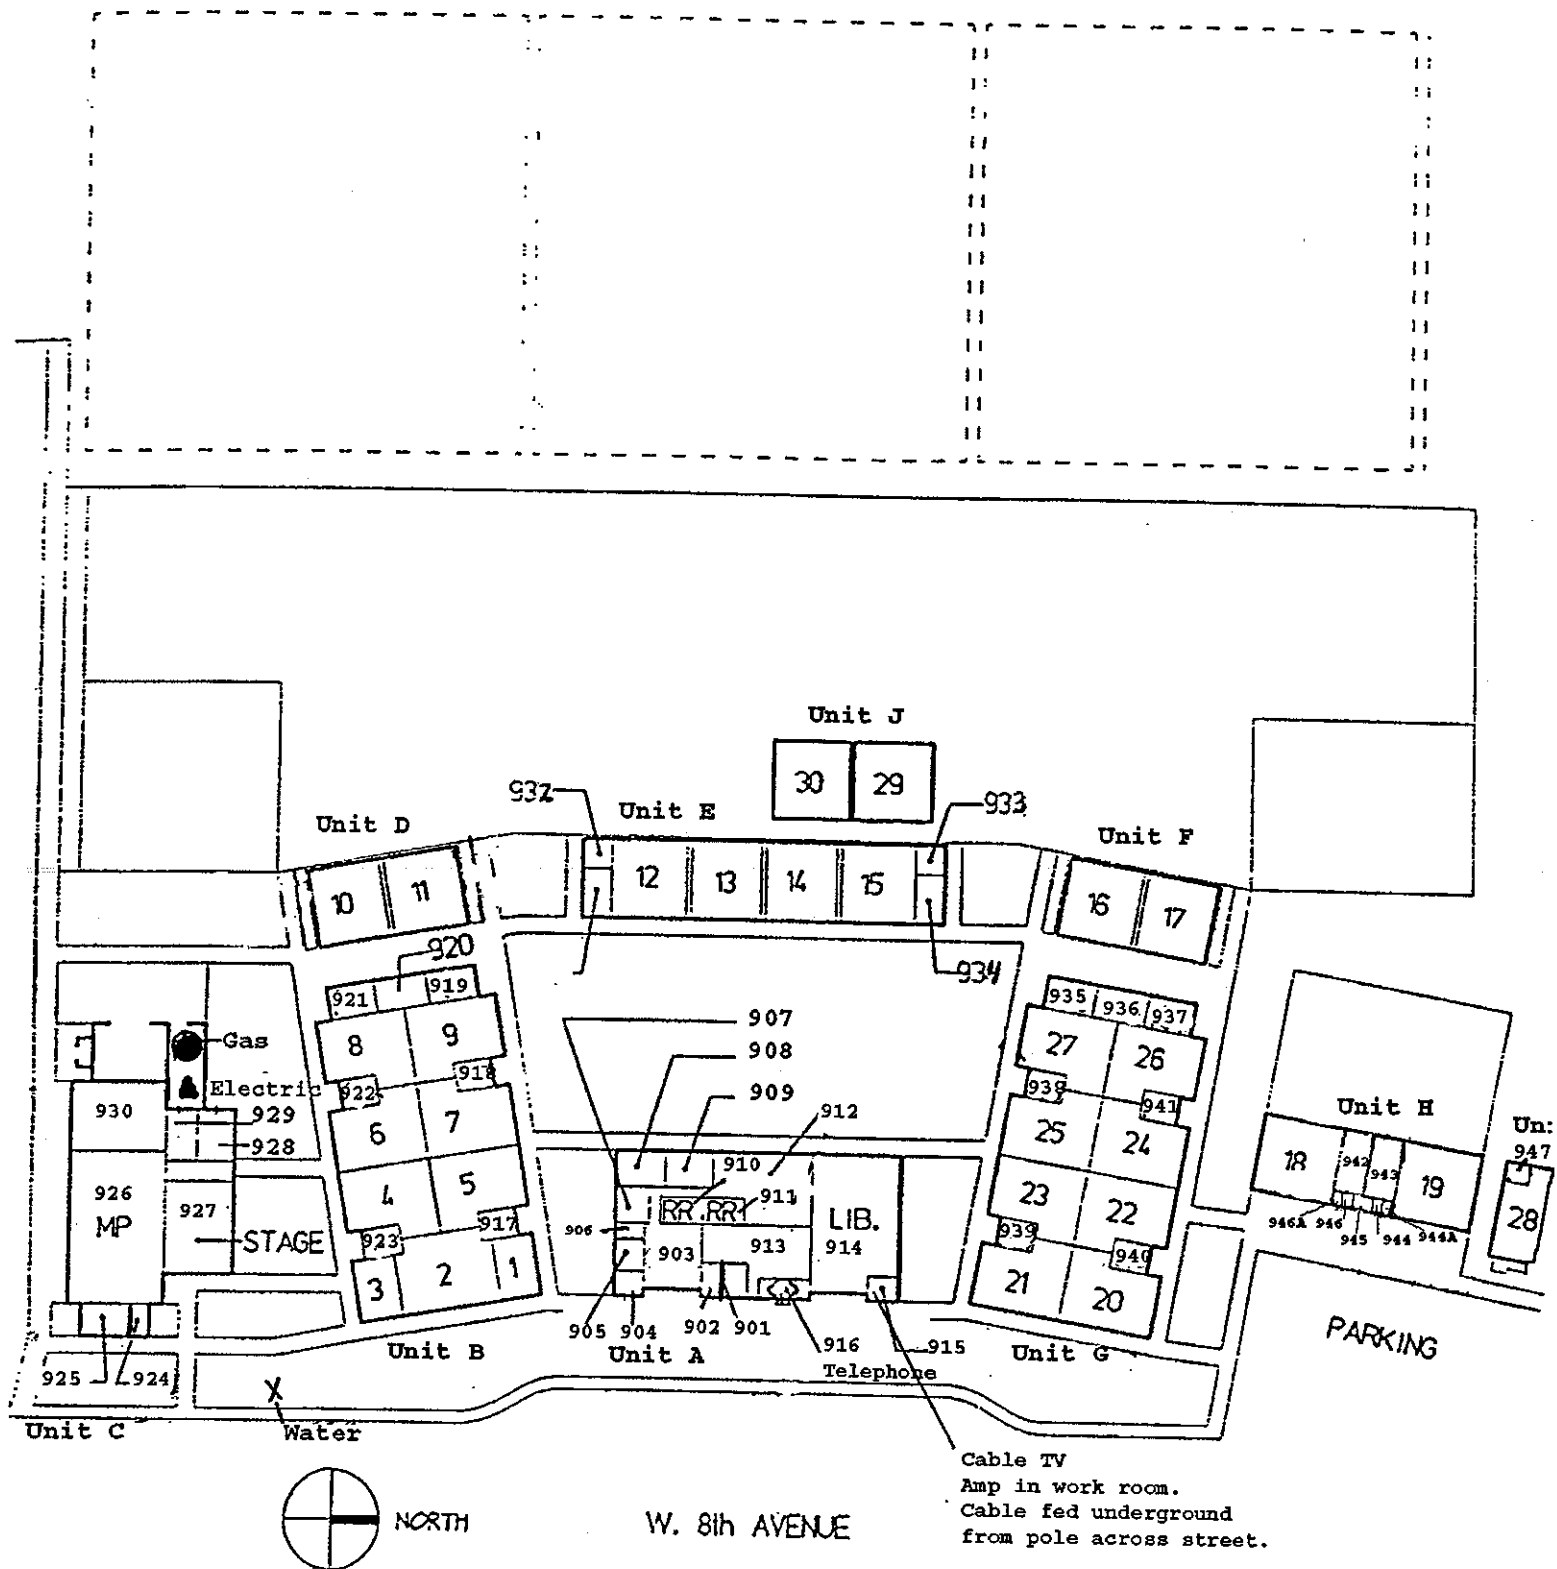 Unit J
30 29
932
Unit E
933
Unit D
Unit F
12 13 14 15
10 11
16 17
920
934
921 919
935 936 937
907
Gas
8 9
27 26
908
Electric
922 918
938 941
909
Unit H
930
929
912
6 7
25 24
Un:
947
928
910
18 942 943 19
926
MP
927
4 5
RR RR
911
LIB.
914
23 22
28
906
946A 946 945 944 944A
STAGE
923 917
903 913
939 940
3 2 1
21 20
905 904 902 901
916
Telephone
915
PARKING
925 924
Unit B
Unit A
Unit G
X
Unit C
Water
Cable TV
Amp in work room.
Cable fed underground
from pole across street.
NORTH
W. 8th AVENUE